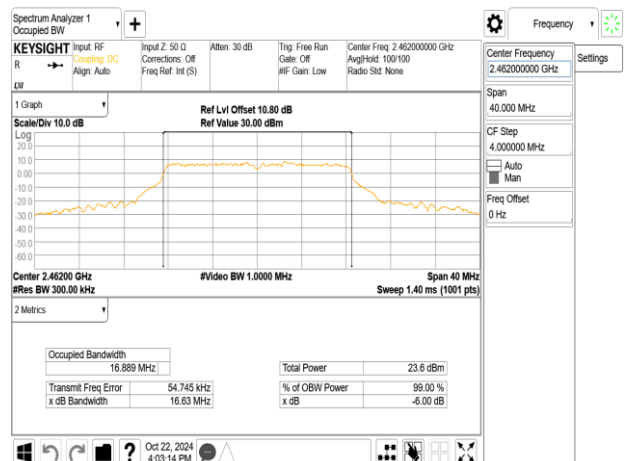 Spectrum Analyzer 1
Occupied BW
Frequency
KEYSIGHT
R
LXI
Input: RF
Coupling: DC
Align: Auto
Input Z: 50 Ω
Corrections: Off
Freq Ref: Int (S)
Atten: 30 dB
Trig: Free Run
Gate: Off
#IF Gain: Low
Center Freq: 2.462000000 GHz
Avg|Hold: 100/100
Radio Std: None
Center Frequency
2.462000000 GHz
Settings
Span
40.000 MHz
CF Step
4.000000 MHz
Auto
Man
Freq Offset
0 Hz
1 Graph
Scale/Div 10.0 dB
Ref Lvl Offset 10.80 dB
Ref Value 30.00 dBm
Log
20.0
10.0
0.00
-10.0
-20.0
-30.0
-40.0
-50.0
-60.0
Center 2.46200 GHz
#Video BW 1.0000 MHz
Span 40 MHz
#Res BW 300.00 kHz
Sweep 1.40 ms (1001 pts)
2 Metrics
Occupied Bandwidth
16.889 MHz
Total Power 23.6 dBm
Transmit Freq Error 54.745 kHz
% of OBW Power 99.00 %
x dB Bandwidth 16.63 MHz
x dB -6.00 dB
?
Oct 22, 2024
4:03:14 PM